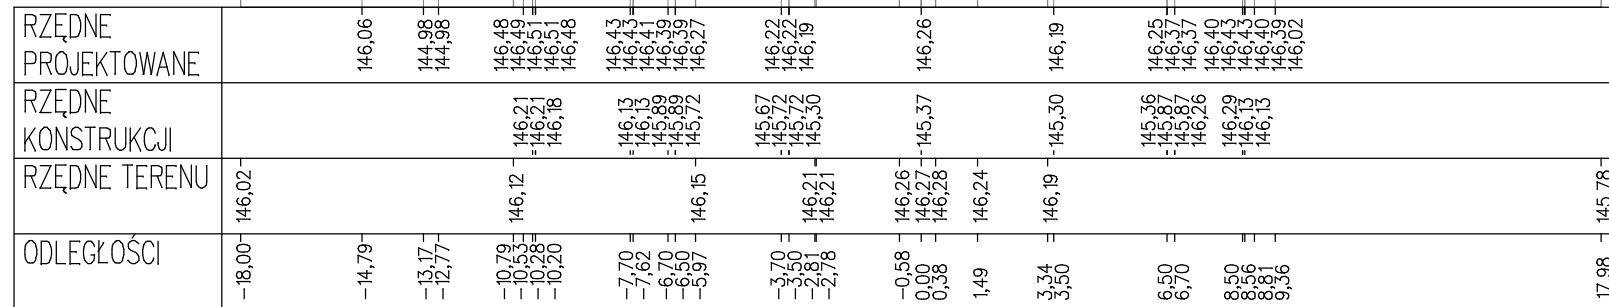 RZĘDNE PROJEKTOWANE 146,06 144,98 144,98 146,48 146,49 146,51 146,51 146,48 146,43 146,43 146,41 146,39 146,39 146,27 146,22 146,22 146,19 146,26 146,19 146,25 146,37 146,37 146,40 146,43 146,43 146,40 146,39 146,02
RZĘDNE KONSTRUKCJI 146,21 146,21 146,18 146,13 146,13 145,89 145,89 145,72 145,67 145,72 145,72 145,30 145,37 145,30 145,36 145,87 145,87 146,26 146,29 146,13 146,13
RZĘDNE TERENU 146,02 146,12 146,15 146,21 146,21 146,26 146,27 146,28 146,24 146,19 145,78
ODLEGŁOŚCI -18,00 -14,79 -13,17 -12,77 -10,79 -10,53 -10,28 -10,20 -7,70 -7,62 -6,70 -6,50 -5,97 -3,70 -3,50 -2,81 -2,78 -0,58 0,00 0,38 1,49 3,34 3,50 6,50 6,70 8,50 8,56 8,81 9,36 17,98